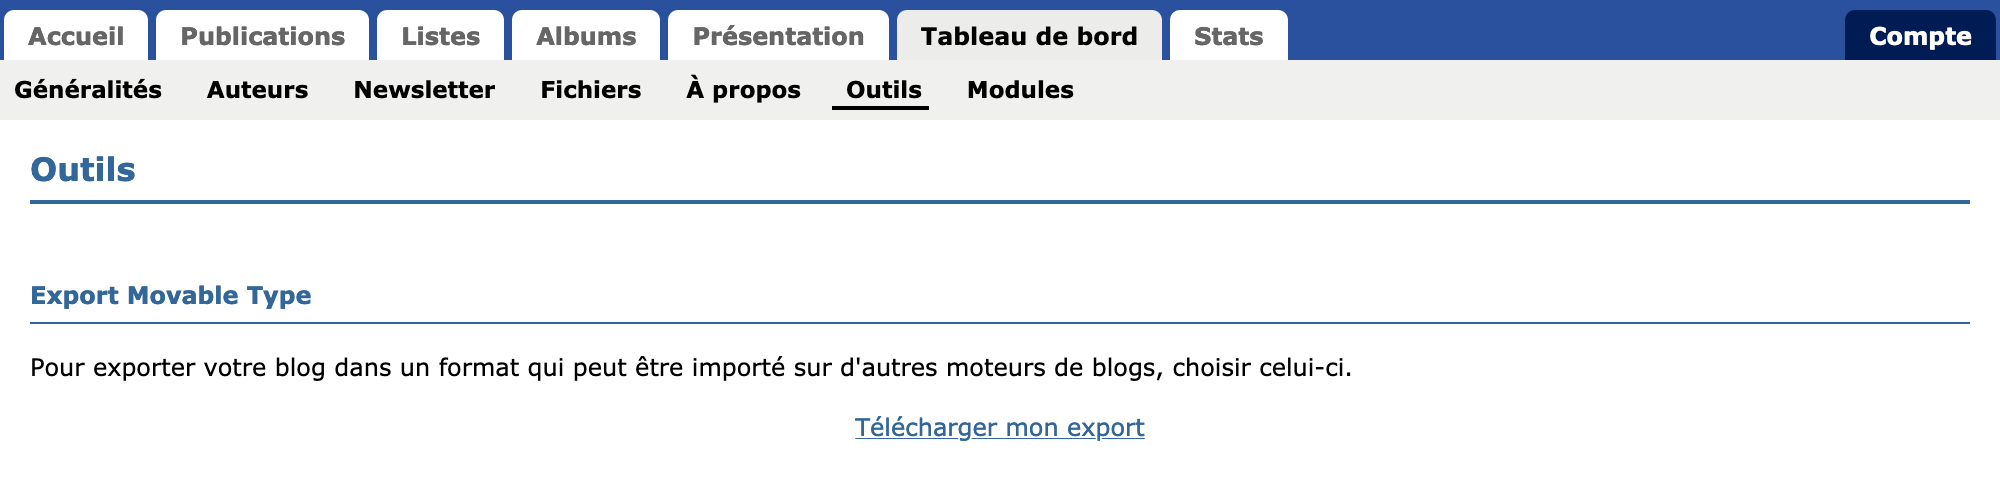 Accueil Publications Listes Albums Présentation Tableau de bord Stats Compte
Généralités Auteurs Newsletter Fichiers À propos Outils Modules
Outils
Export Movable Type
Pour exporter votre blog dans un format qui peut être importé sur d'autres moteurs de blogs, choisir celui-ci.
Télécharger mon export